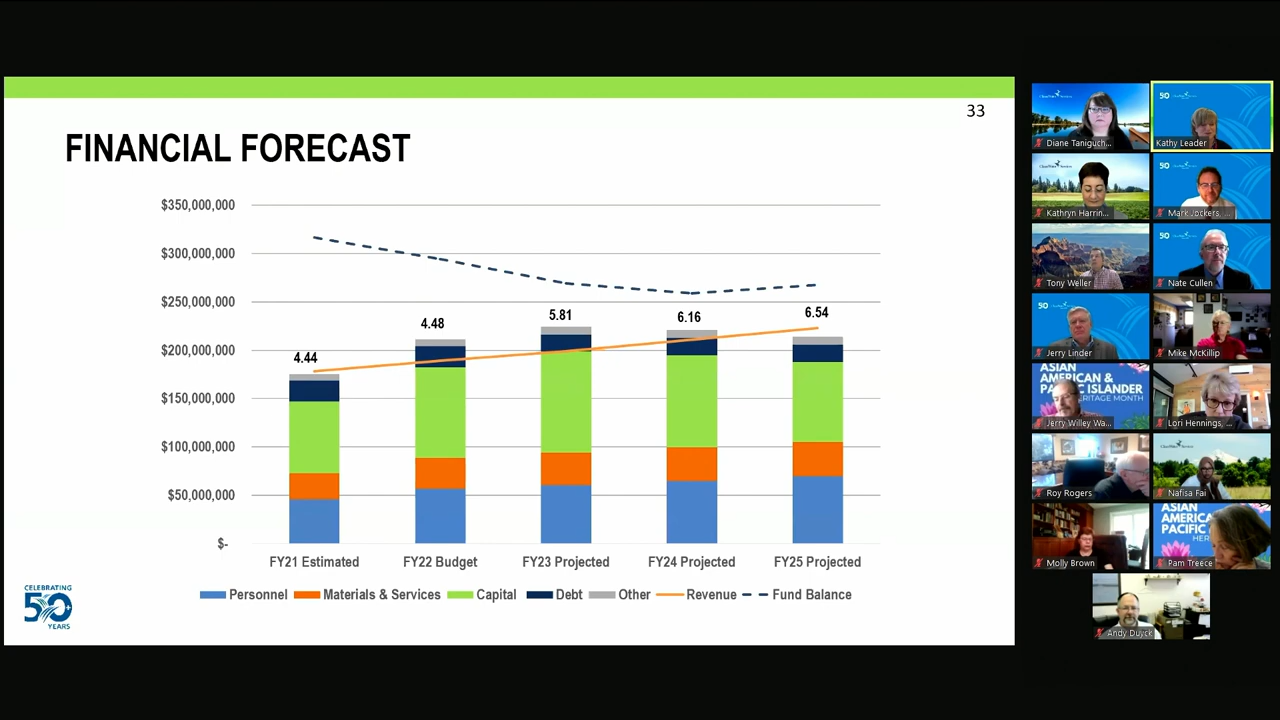 33
FINANCIAL FORECAST
$350,000,000
$300,000,000
$250,000,000
$200,000,000
$150,000,000
$100,000,000
$50,000,000
$-
4.44
4.48
5.81
6.16
6.54
FY21 Estimated
FY22 Budget
FY23 Projected
FY24 Projected
FY25 Projected
Personnel
Materials & Services
Capital
Debt
Other
Revenue
Fund Balance
CELEBRATING
50
YEARS
Diane Taniguch...
50
Kathy Leader
Kathryn Harrin...
50
Mark Jockers, ...
Tony Weller
50
Nate Cullen
50
Jerry Linder
Mike McKillip
ASIAN
AMERICAN &
PACIFIC ISLANDER
HERITAGE MONTH
Jerry Willey Wa...
Lori Hennings, ...
Roy Rogers
Nafisa Fai
Molly Brown
ASIAN
AMERICAN
PACIFIC
HER
Pam Treece
Andy Duyck